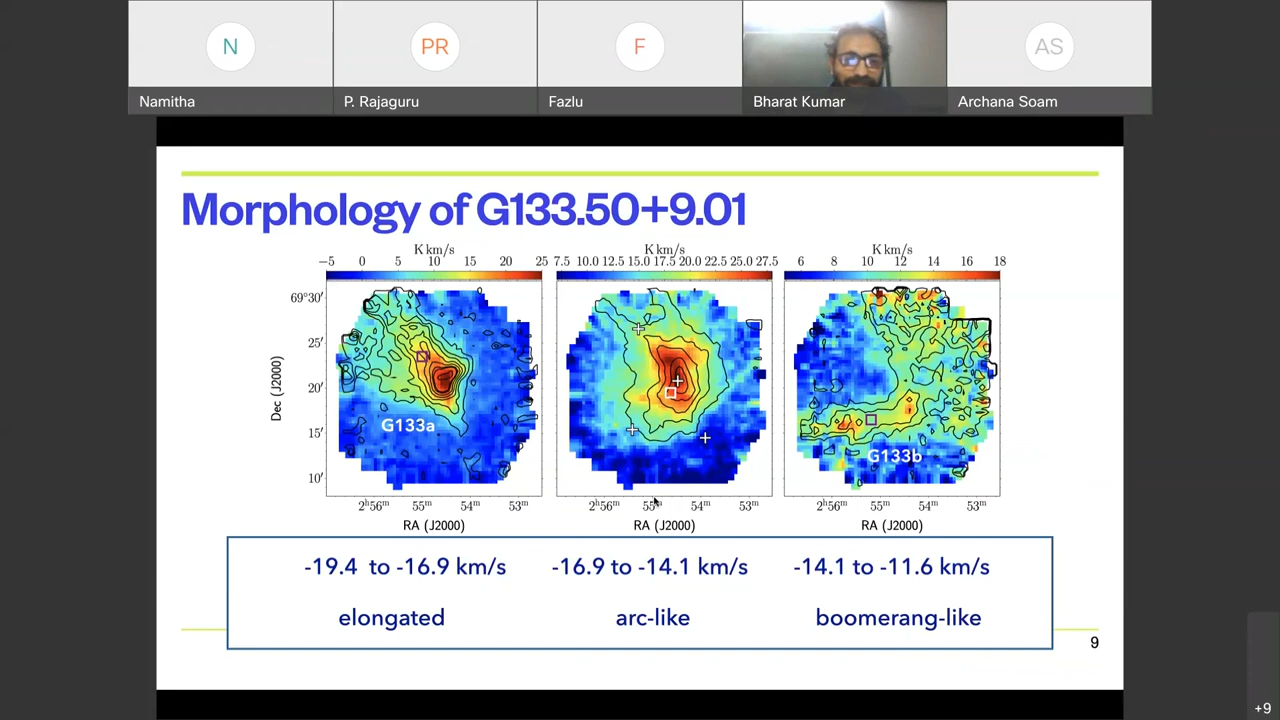 N
PR
F
AS
Namitha
P. Rajaguru
Fazlu
Bharat Kumar
Archana Soam
Morphology of G133.50+9.01
K km/s
K km/s
K km/s
−5 0 5 10 15 20 25
7.5 10.0 12.5 15.0 17.5 20.0 22.5 25.0 27.5
6 8 10 12 14 16 18
69°30′
25′
20′
15′
10′
Dec (J2000)
G133a
G133b
2ʰ56ᵐ 55ᵐ 54ᵐ 53ᵐ
2ʰ56ᵐ 55ᵐ 54ᵐ 53ᵐ
2ʰ56ᵐ 55ᵐ 54ᵐ 53ᵐ
RA (J2000)
RA (J2000)
RA (J2000)
-19.4 to -16.9 km/s
-16.9 to -14.1 km/s
-14.1 to -11.6 km/s
elongated
arc-like
boomerang-like
9
+9